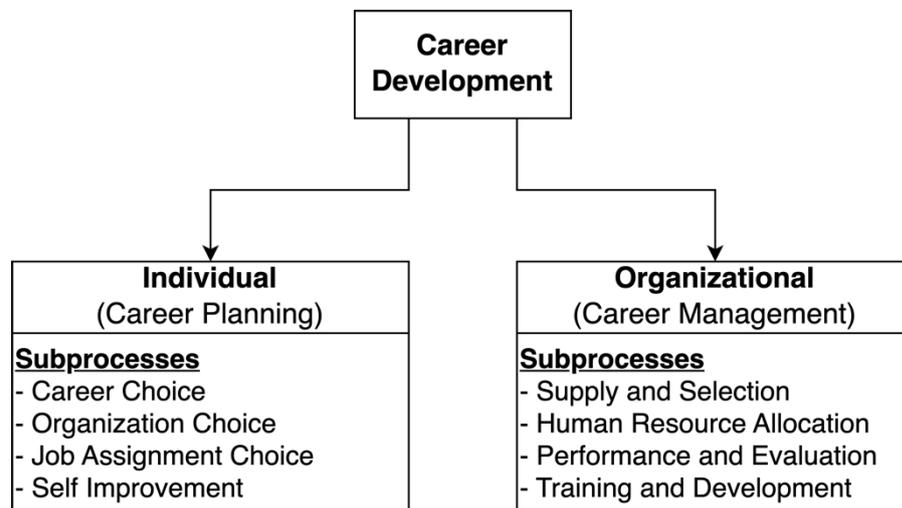 Career
Development
Individual
(Career Planning)
Subprocesses
- Career Choice
- Organization Choice
- Job Assignment Choice
- Self Improvement
Organizational
(Career Management)
Subprocesses
- Supply and Selection
- Human Resource Allocation
- Performance and Evaluation
- Training and Development